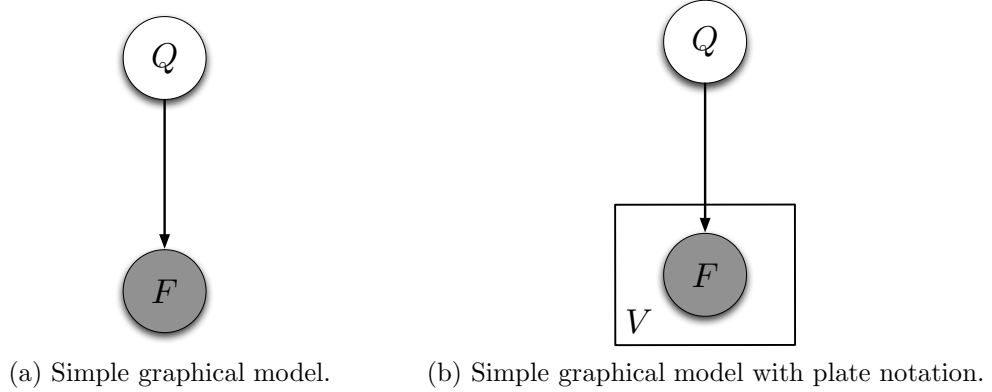 Q
F
(a) Simple graphical model.
Q
F
V
(b) Simple graphical model with plate notation.